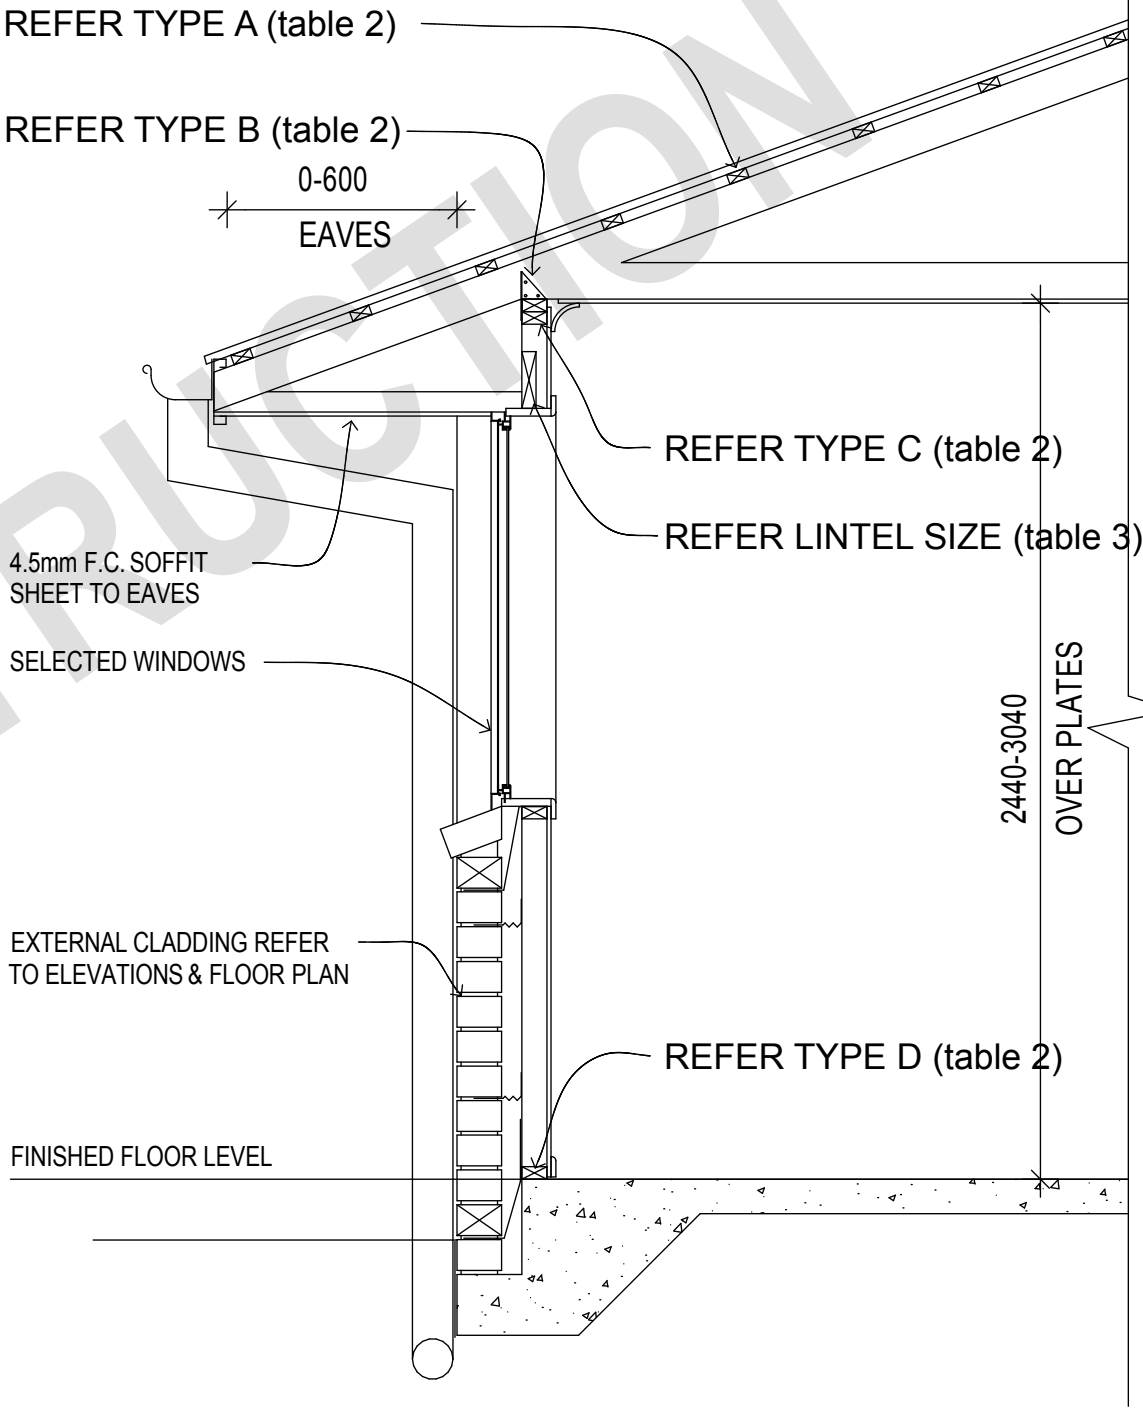 REFER TYPE A (table 2)
REFER TYPE B (table 2)
0-600
EAVES
REFER TYPE C (table 2)
REFER LINTEL SIZE (table 3)
4.5mm F.C. SOFFIT
SHEET TO EAVES
SELECTED WINDOWS
2440-3040
OVER PLATES
EXTERNAL CLADDING REFER
TO ELEVATIONS & FLOOR PLAN
REFER TYPE D (table 2)
FINISHED FLOOR LEVEL
TRUCTION